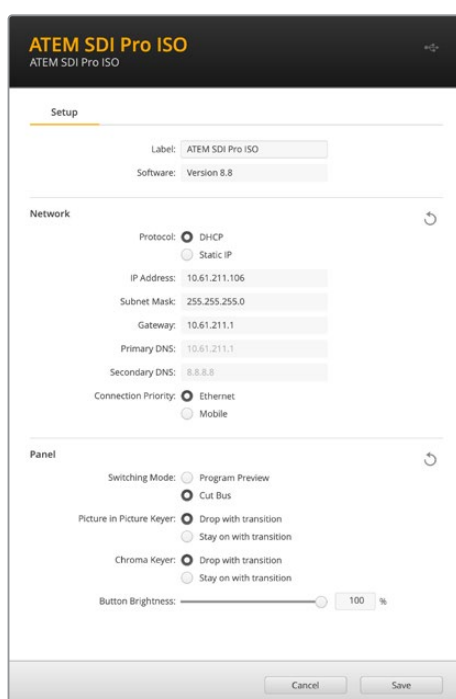 ATEM SDI Pro ISO
ATEM SDI Pro ISO
Setup
Label: ATEM SDI Pro ISO
Software: Version 8.8
Network
Protocol: DHCP
Static IP
IP Address: 10.61.211.106
Subnet Mask: 255.255.255.0
Gateway: 10.61.211.1
Primary DNS: 10.61.211.1
Secondary DNS: 8.8.8.8
Connection Priority: Ethernet
Mobile
Panel
Switching Mode: Program Preview
Cut Bus
Picture in Picture Keyer: Drop with transition
Stay on with transition
Chroma Keyer: Drop with transition
Stay on with transition
Button Brightness: 100 %
Cancel Save